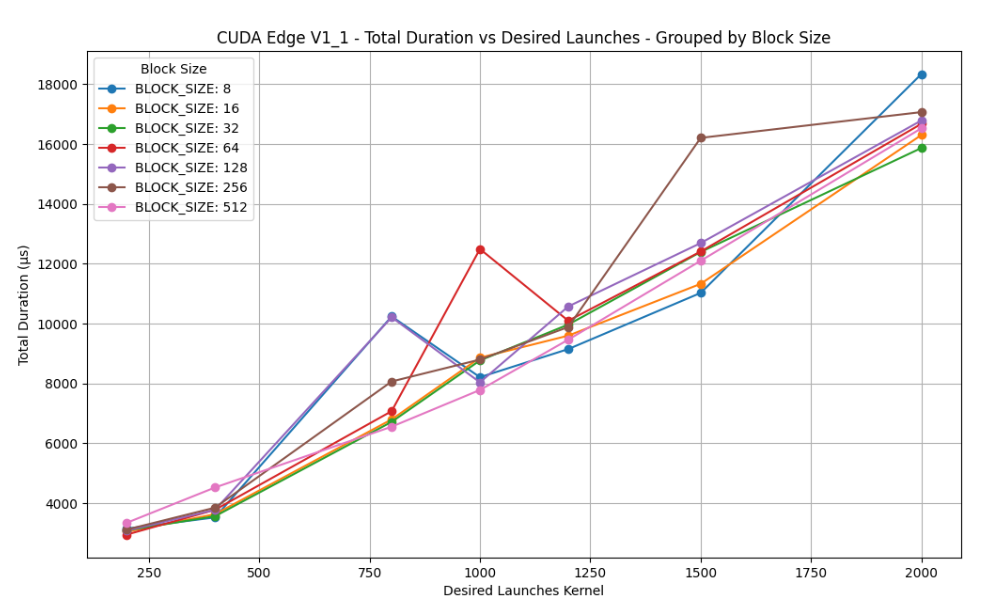 CUDA Edge V1_1 - Total Duration vs Desired Launches - Grouped by Block Size
Block Size
BLOCK_SIZE: 8
BLOCK_SIZE: 16
BLOCK_SIZE: 32
BLOCK_SIZE: 64
BLOCK_SIZE: 128
BLOCK_SIZE: 256
BLOCK_SIZE: 512
Total Duration (µs)
18000
16000
14000
12000
10000
8000
6000
4000
250 500 750 1000 1250 1500 1750 2000
Desired Launches Kernel